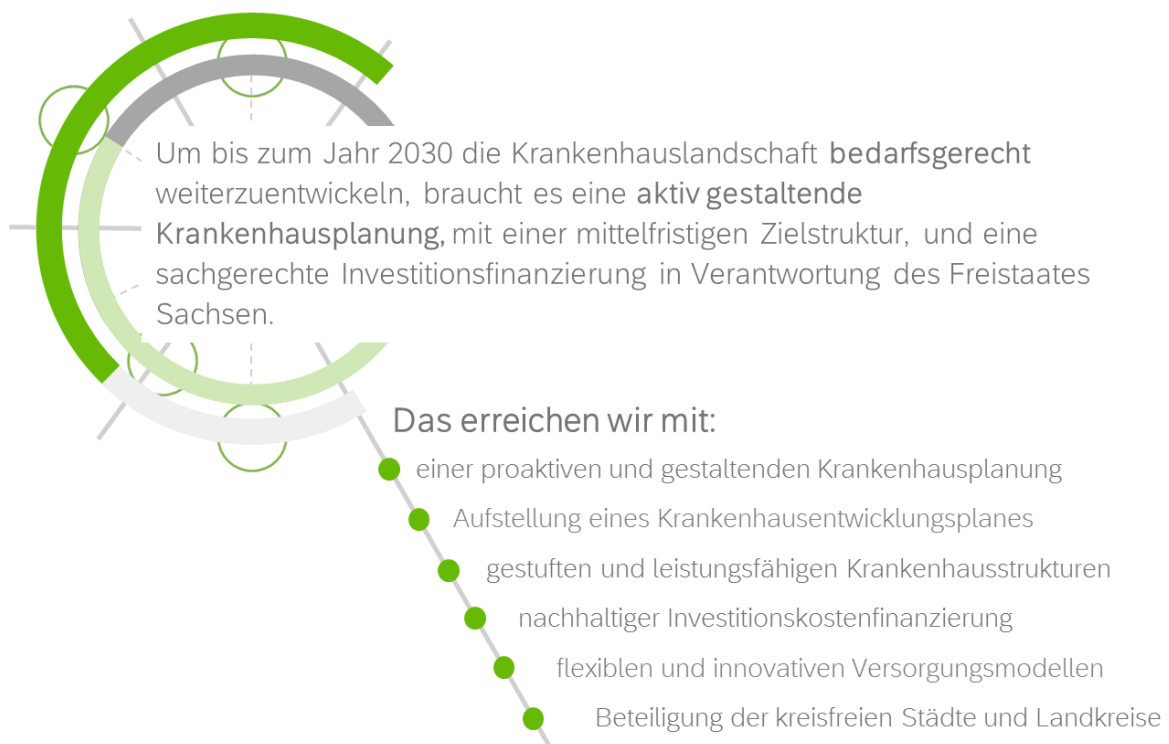 Um bis zum Jahr 2030 die Krankenhauslandschaft bedarfsgerecht
weiterzuentwickeln, braucht es eine aktiv gestaltende
Krankenhausplanung, mit einer mittelfristigen Zielstruktur, und eine
sachgerechte Investitionsfinanzierung in Verantwortung des Freistaates
Sachsen.
Das erreichen wir mit:
einer proaktiven und gestaltenden Krankenhausplanung
Aufstellung eines Krankenhausentwicklungsplanes
gestuften und leistungsfähigen Krankenhausstrukturen
nachhaltiger Investitionskostenfinanzierung
flexiblen und innovativen Versorgungsmodellen
Beteiligung der kreisfreien Städte und Landkreise